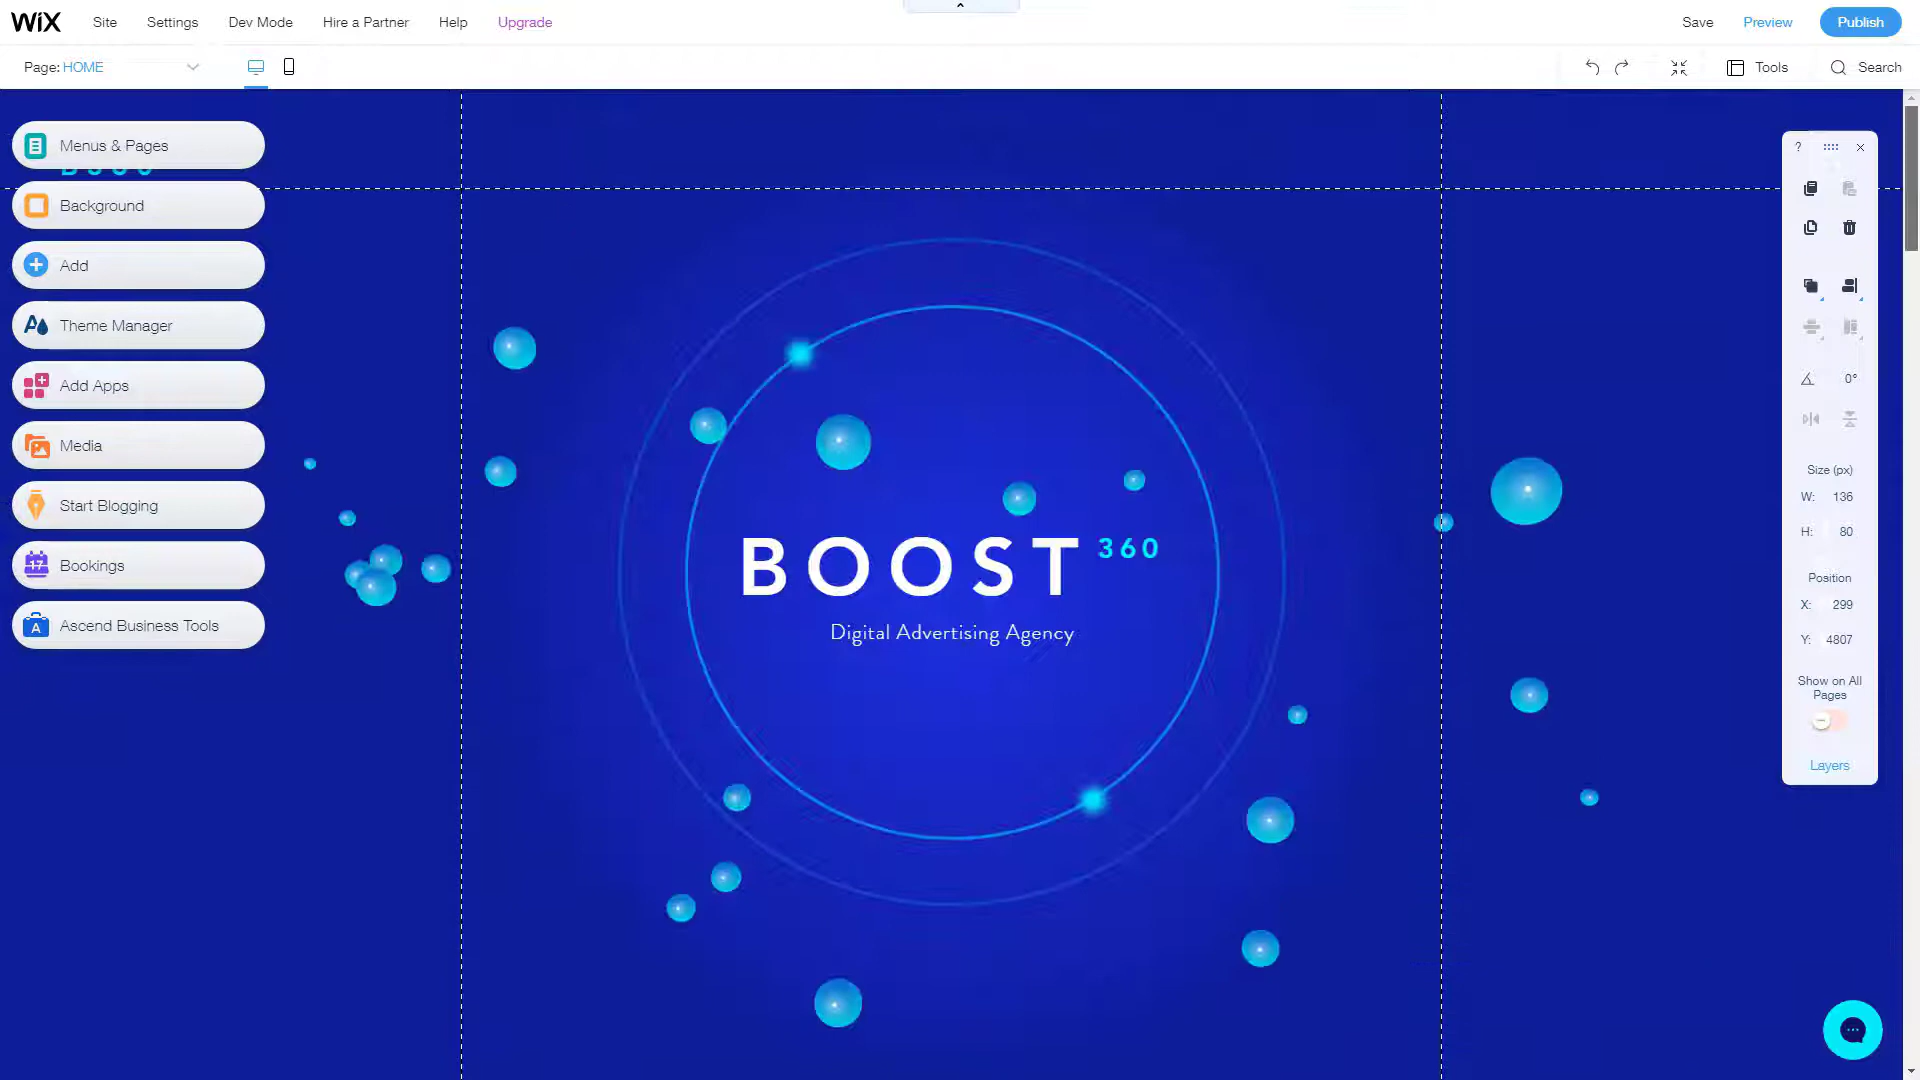 WiX Site Settings Dev Mode Hire a Partner Help Upgrade Save Preview Publish
Page: HOME Tools Search
Menus & Pages
Background
Add
Theme Manager
Add Apps
Media
Start Blogging
17 Bookings
A Ascend Business Tools
BOOST 360
Digital Advertising Agency
?
0°
Size (px)
W: 136
H: 80
Position
X: 299
Y: 4807
Show on All
Pages
Layers